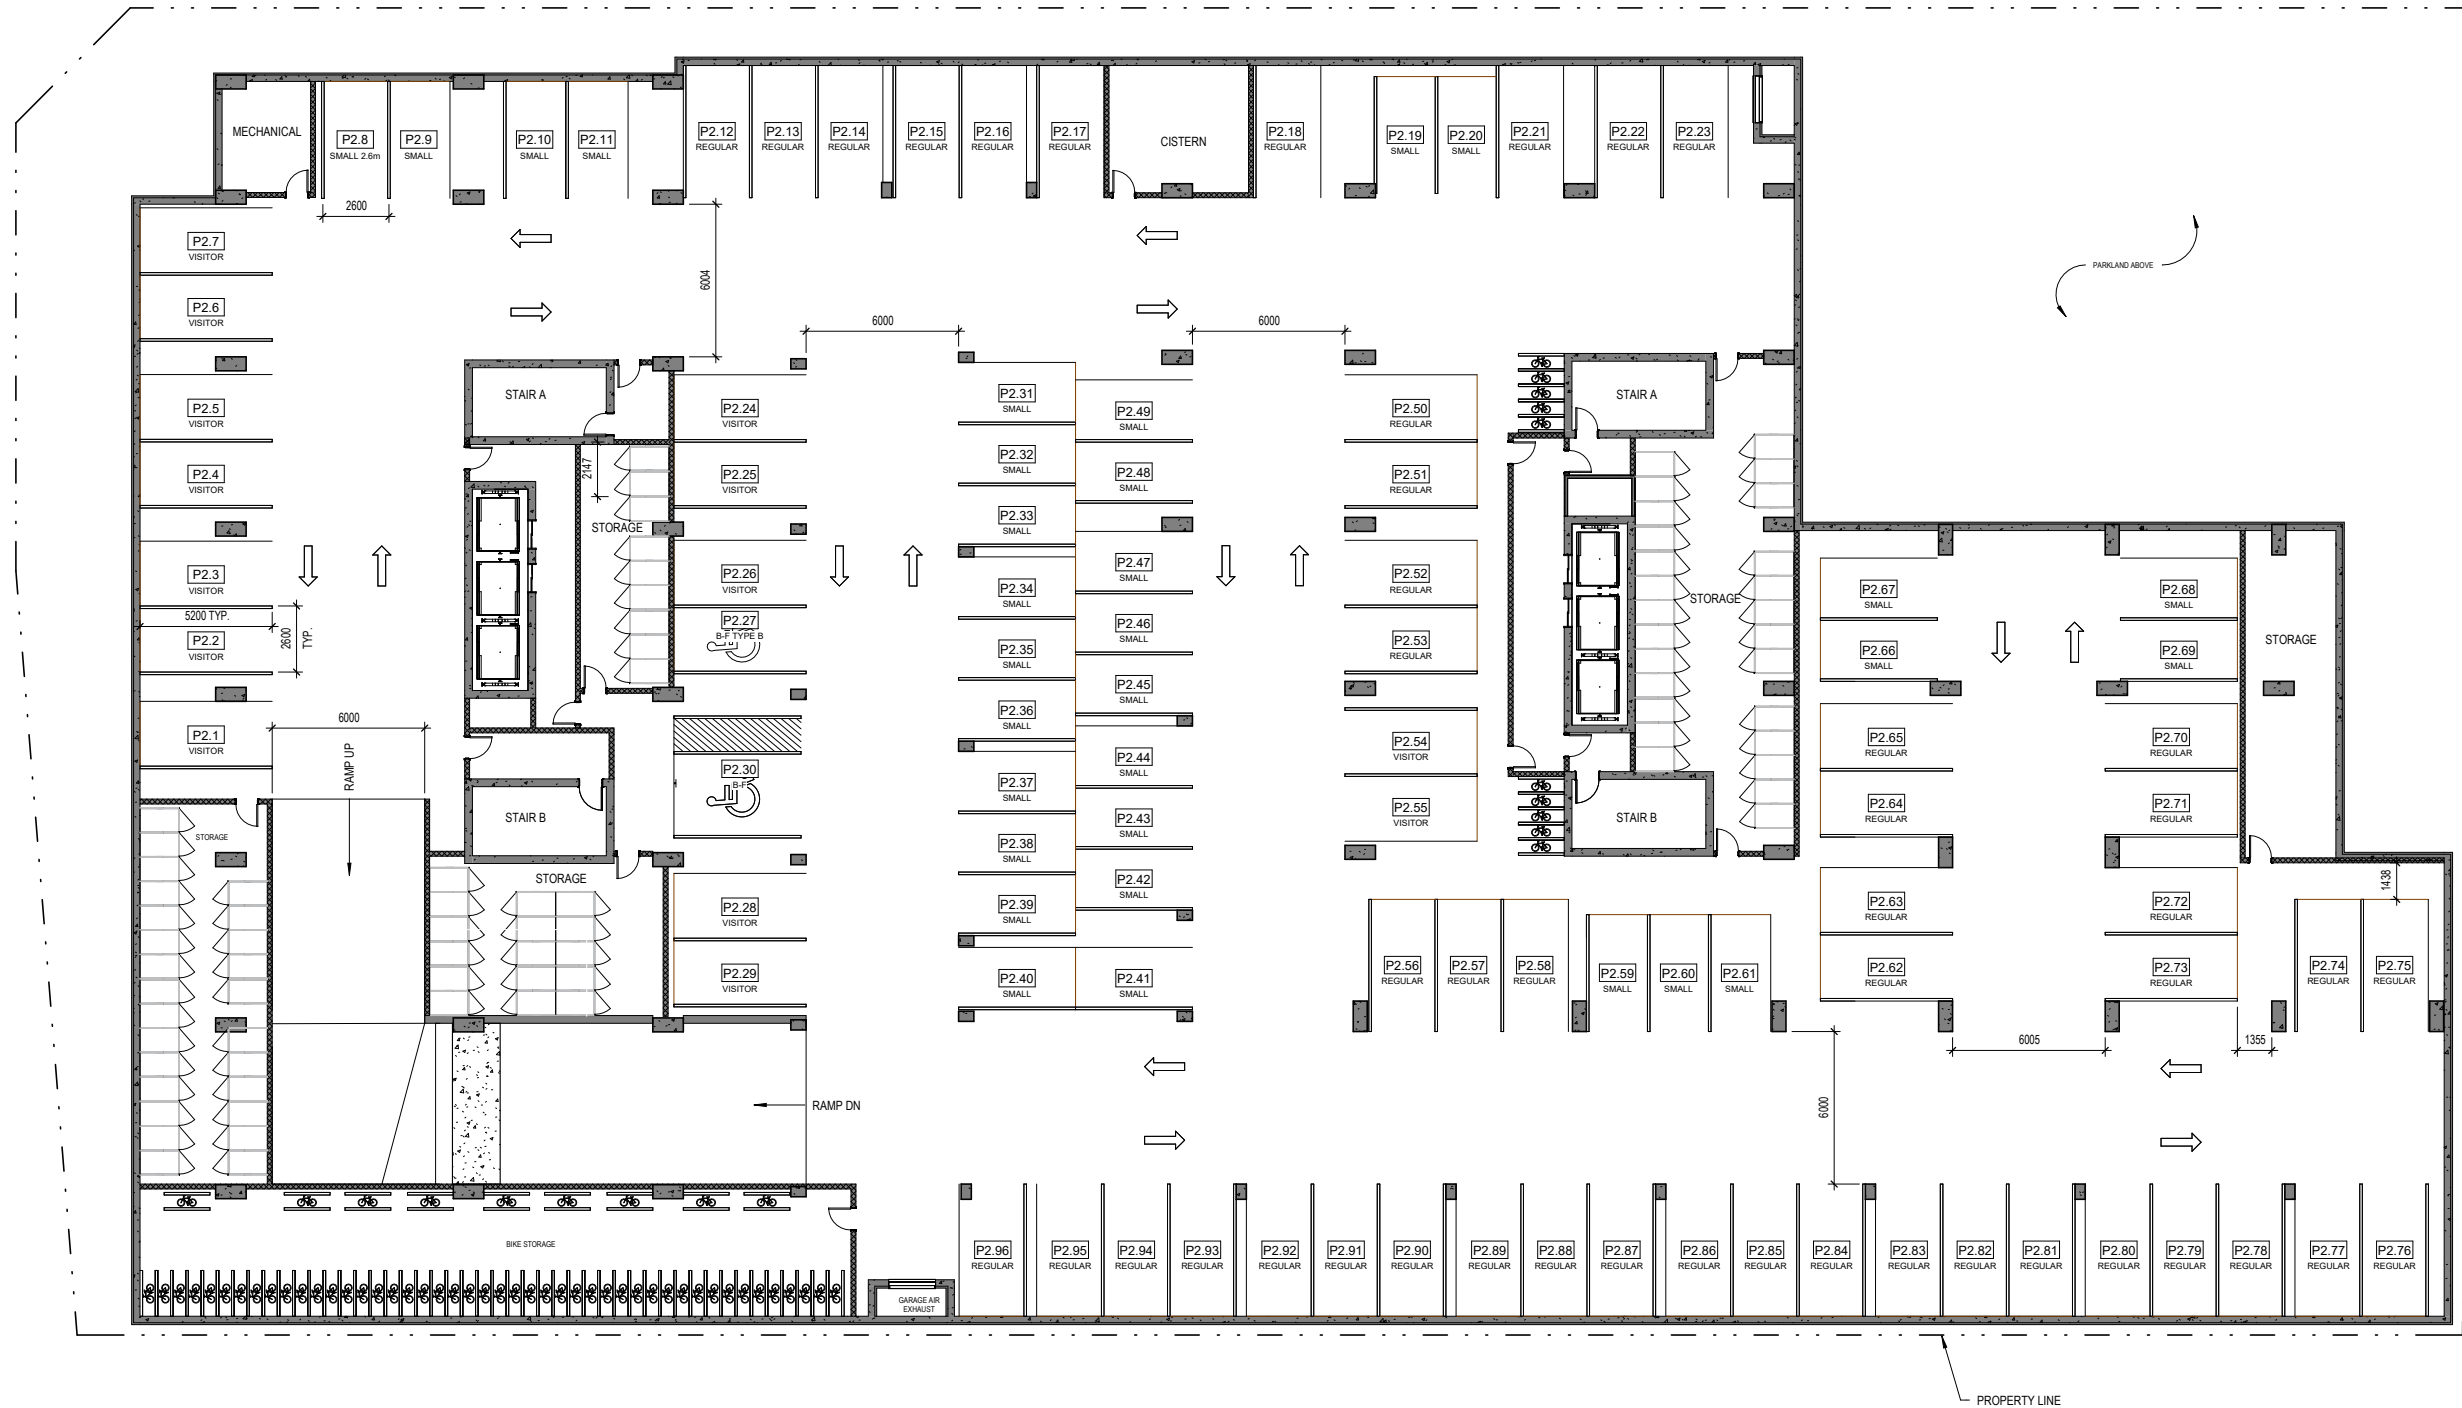 MECHANICAL
P2.8
SMALL 2.6m
P2.9
SMALL
P2.10
SMALL
P2.11
SMALL
P2.12
REGULAR
P2.13
REGULAR
P2.14
REGULAR
P2.15
REGULAR
P2.16
REGULAR
P2.17
REGULAR
CISTERN
P2.18
REGULAR
P2.19
SMALL
P2.20
SMALL
P2.21
REGULAR
P2.22
REGULAR
P2.23
REGULAR
2600
6004
6000
6000
PARKLAND ABOVE
P2.7
VISITOR
P2.6
VISITOR
P2.5
VISITOR
P2.4
VISITOR
P2.3
VISITOR
5200 TYP.
2600
TYP.
P2.2
VISITOR
P2.1
VISITOR
6000
RAMP UP
STAIR A
2147
STORAGE
STAIR B
STORAGE
STORAGE
P2.24
VISITOR
P2.25
VISITOR
P2.26
VISITOR
P2.27
B-F TYPE B
P2.30
B-F
P2.28
VISITOR
P2.29
VISITOR
P2.31
SMALL
P2.32
SMALL
P2.33
SMALL
P2.34
SMALL
P2.35
SMALL
P2.36
SMALL
P2.37
SMALL
P2.38
SMALL
P2.39
SMALL
P2.40
SMALL
P2.49
SMALL
P2.48
SMALL
P2.47
SMALL
P2.46
SMALL
P2.45
SMALL
P2.44
SMALL
P2.43
SMALL
P2.42
SMALL
P2.41
SMALL
P2.50
REGULAR
P2.51
REGULAR
P2.52
REGULAR
P2.53
REGULAR
P2.54
VISITOR
P2.55
VISITOR
STAIR A
STORAGE
STAIR B
P2.56
REGULAR
P2.57
REGULAR
P2.58
REGULAR
P2.59
SMALL
P2.60
SMALL
P2.61
SMALL
P2.67
SMALL
P2.66
SMALL
P2.65
REGULAR
P2.64
REGULAR
P2.63
REGULAR
P2.62
REGULAR
P2.68
SMALL
P2.69
SMALL
P2.70
REGULAR
P2.71
REGULAR
P2.72
REGULAR
P2.73
REGULAR
STORAGE
1438
P2.74
REGULAR
P2.75
REGULAR
6005
1355
6000
RAMP DN
BIKE STORAGE
GARAGE AIR
EXHAUST
P2.96
REGULAR
P2.95
REGULAR
P2.94
REGULAR
P2.93
REGULAR
P2.92
REGULAR
P2.91
REGULAR
P2.90
REGULAR
P2.89
REGULAR
P2.88
REGULAR
P2.87
REGULAR
P2.86
REGULAR
P2.85
REGULAR
P2.84
REGULAR
P2.83
REGULAR
P2.82
REGULAR
P2.81
REGULAR
P2.80
REGULAR
P2.79
REGULAR
P2.78
REGULAR
P2.77
REGULAR
P2.76
REGULAR
PROPERTY LINE